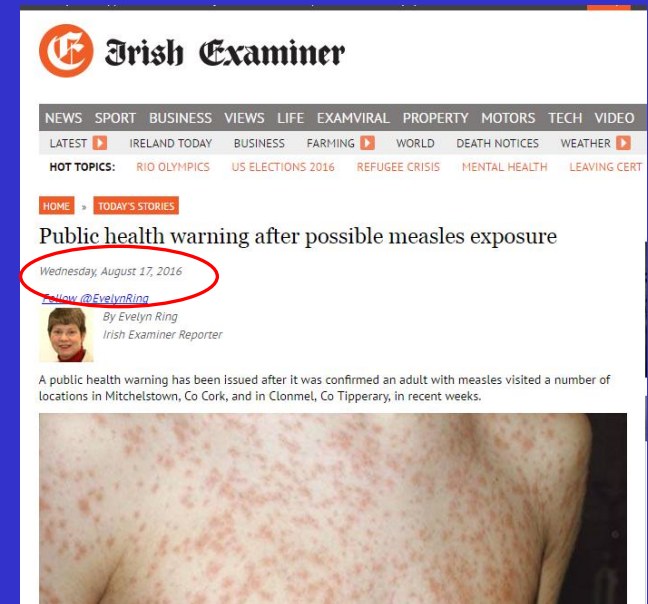 E Irish Examiner
NEWS SPORT BUSINESS VIEWS LIFE EXAMVIRAL PROPERTY MOTORS TECH VIDEO
LATEST IRELAND TODAY BUSINESS FARMING WORLD DEATH NOTICES WEATHER
HOT TOPICS: RIO OLYMPICS US ELECTIONS 2016 REFUGEE CRISIS MENTAL HEALTH LEAVING CERT
HOME » TODAY'S STORIES
Public health warning after possible measles exposure
Wednesday, August 17, 2016
Follow @EvelynRing
By Evelyn Ring
Irish Examiner Reporter
A public health warning has been issued after it was confirmed an adult with measles visited a number of
locations in Mitchelstown, Co Cork, and in Clonmel, Co Tipperary, in recent weeks.